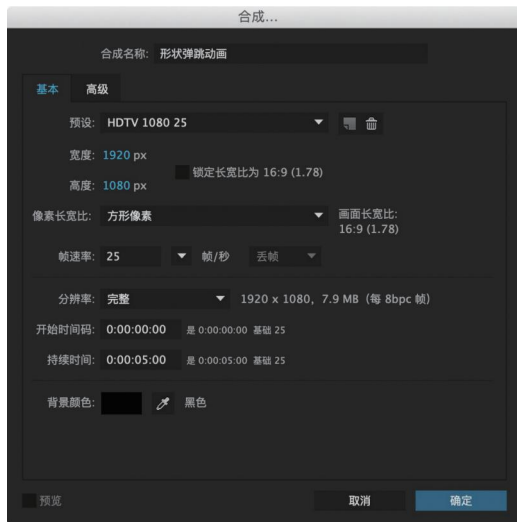 合成...
合成名称: 形状弹跳动画
基本 高级
预设: HDTV 1080 25
宽度: 1920 px
锁定长宽比为 16:9 (1.78)
高度: 1080 px
像素长宽比: 方形像素 画面长宽比:
16:9 (1.78)
帧速率: 25 帧/秒 丢帧
分辨率: 完整 1920 x 1080，7.9 MB（每 8bpc 帧）
开始时间码: 0:00:00:00 是 0:00:00:00 基础 25
持续时间: 0:00:05:00 是 0:00:05:00 基础 25
背景颜色: 黑色
预览 取消 确定